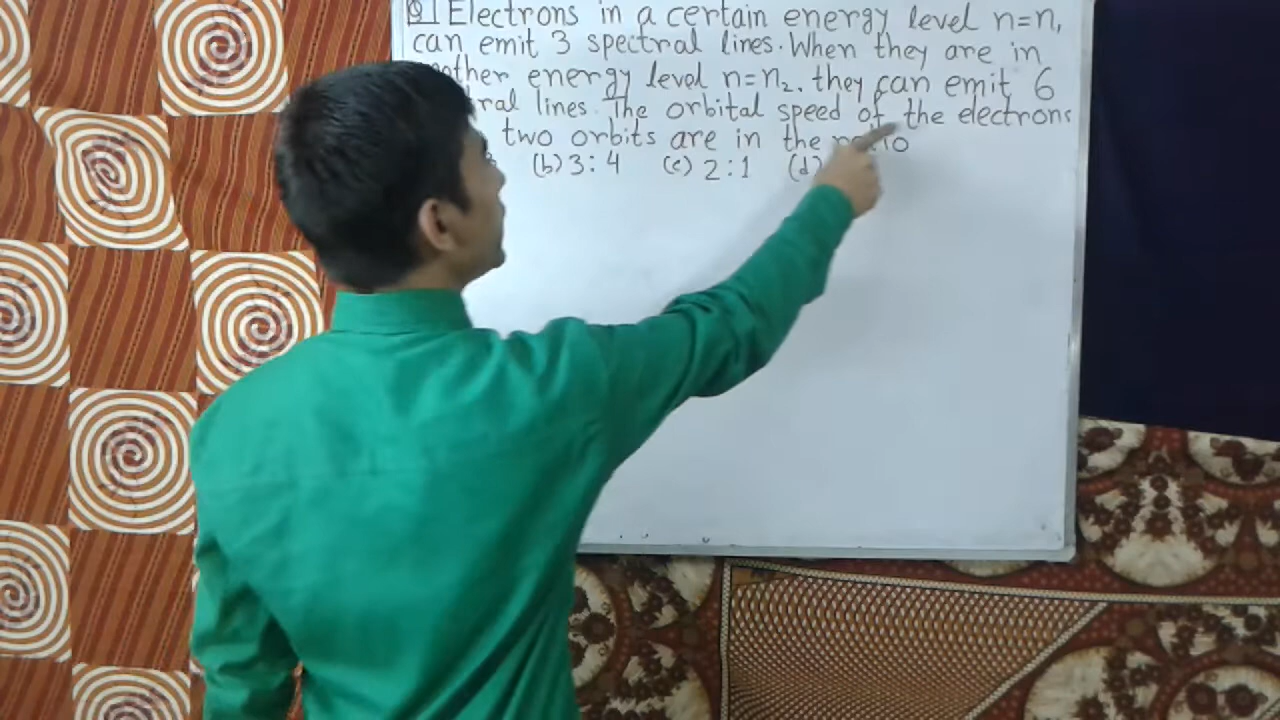 Q1 Electrons in a certain energy level n=n,
can emit 3 spectral lines. When they are in
energy level n=n₂. they can emit 6
lines. The orbital speed of the electrons
two orbits are in the
(b) 3:4 (c) 2:1 (d)